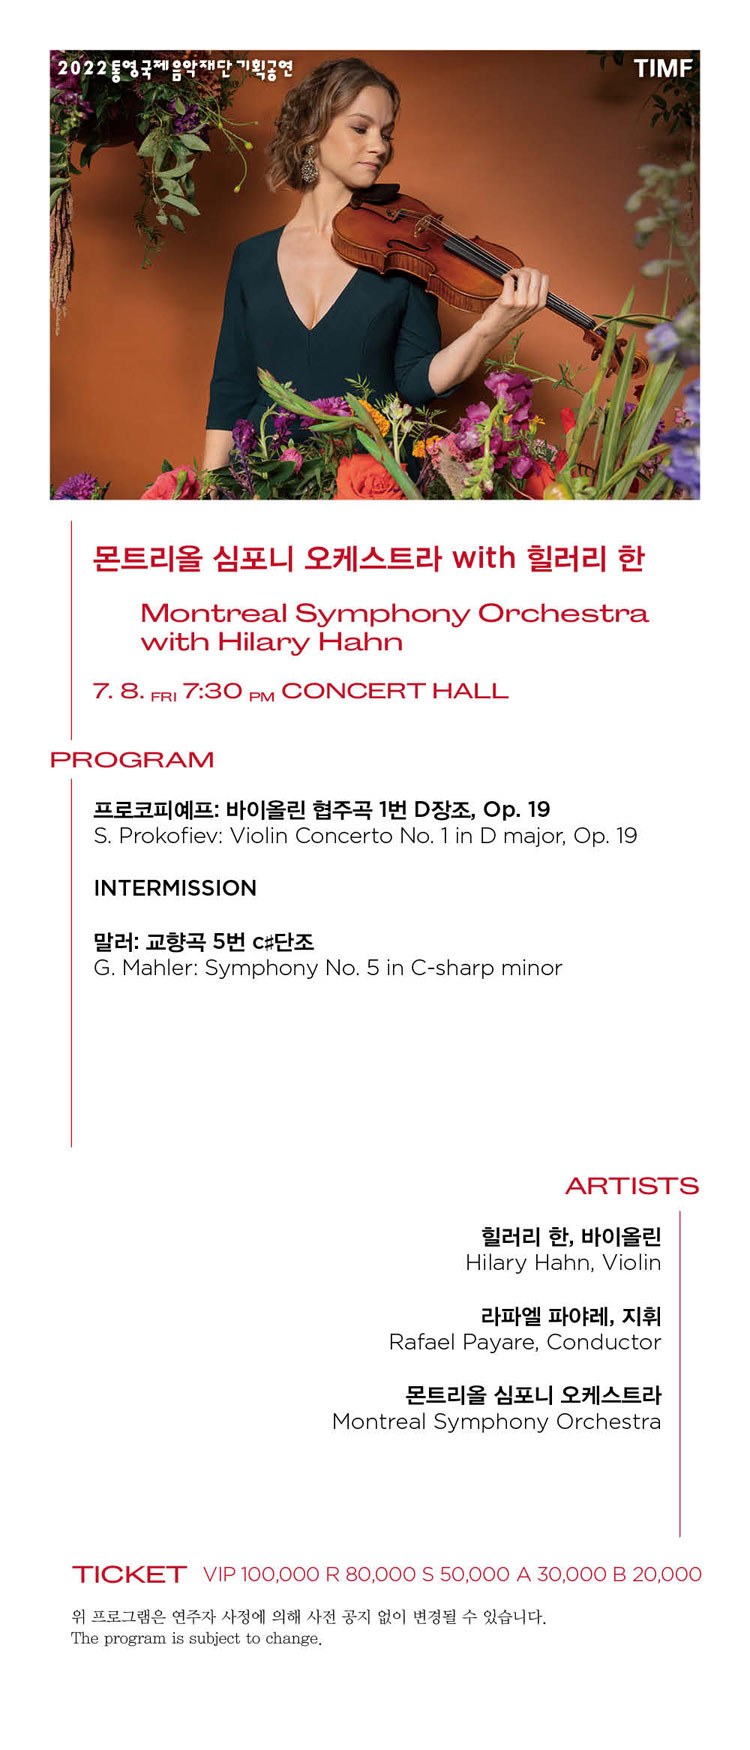 2022통영국제음악재단기획공연
TIMF
몬트리올 심포니 오케스트라 with 힐러리 한
Montreal Symphony Orchestra
with Hilary Hahn
7. 8. FRI 7:30 PM CONCERT HALL
PROGRAM
프로코피예프: 바이올린 협주곡 1번 D장조, Op. 19
S. Prokofiev: Violin Concerto No. 1 in D major, Op. 19
INTERMISSION
말러: 교향곡 5번 c♯단조
G. Mahler: Symphony No. 5 in C-sharp minor
ARTISTS
힐러리 한, 바이올린
Hilary Hahn, Violin
라파엘 파야레, 지휘
Rafael Payare, Conductor
몬트리올 심포니 오케스트라
Montreal Symphony Orchestra
TICKET VIP 100,000 R 80,000 S 50,000 A 30,000 B 20,000
위 프로그램은 연주자 사정에 의해 사전 공지 없이 변경될 수 있습니다.
The program is subject to change.